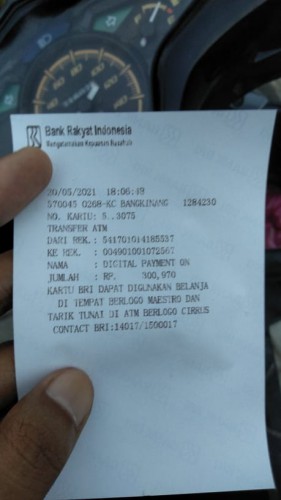 Bank Rakyat Indonesia
Mengutamakan Kepuasan Nasabah
20/05/2021 18:06:49
570045 0268-KC BANGKINANG 1284230
NO. KARTU: 5..3075
TRANSFER ATM
DARI REK. : 541701014185537
KE REK. : 004901001072567
NAMA : DIGITAL PAYMENT ON
JUMLAH : RP. 300,970
KARTU BRI DAPAT DIGUNAKAN BELANJA
DI TEMPAT BERLOGO MAESTRO DAN
TARIK TUNAI DI ATM BERLOGO CIRRUS
CONTACT BRI:14017/1500017